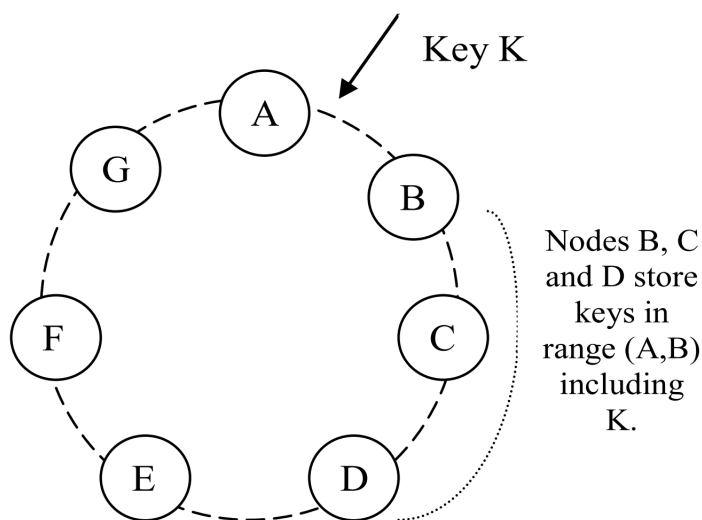 Key K
A
G
B
Nodes B, C
and D store
keys in
range (A,B)
including
K.
F
C
E
D